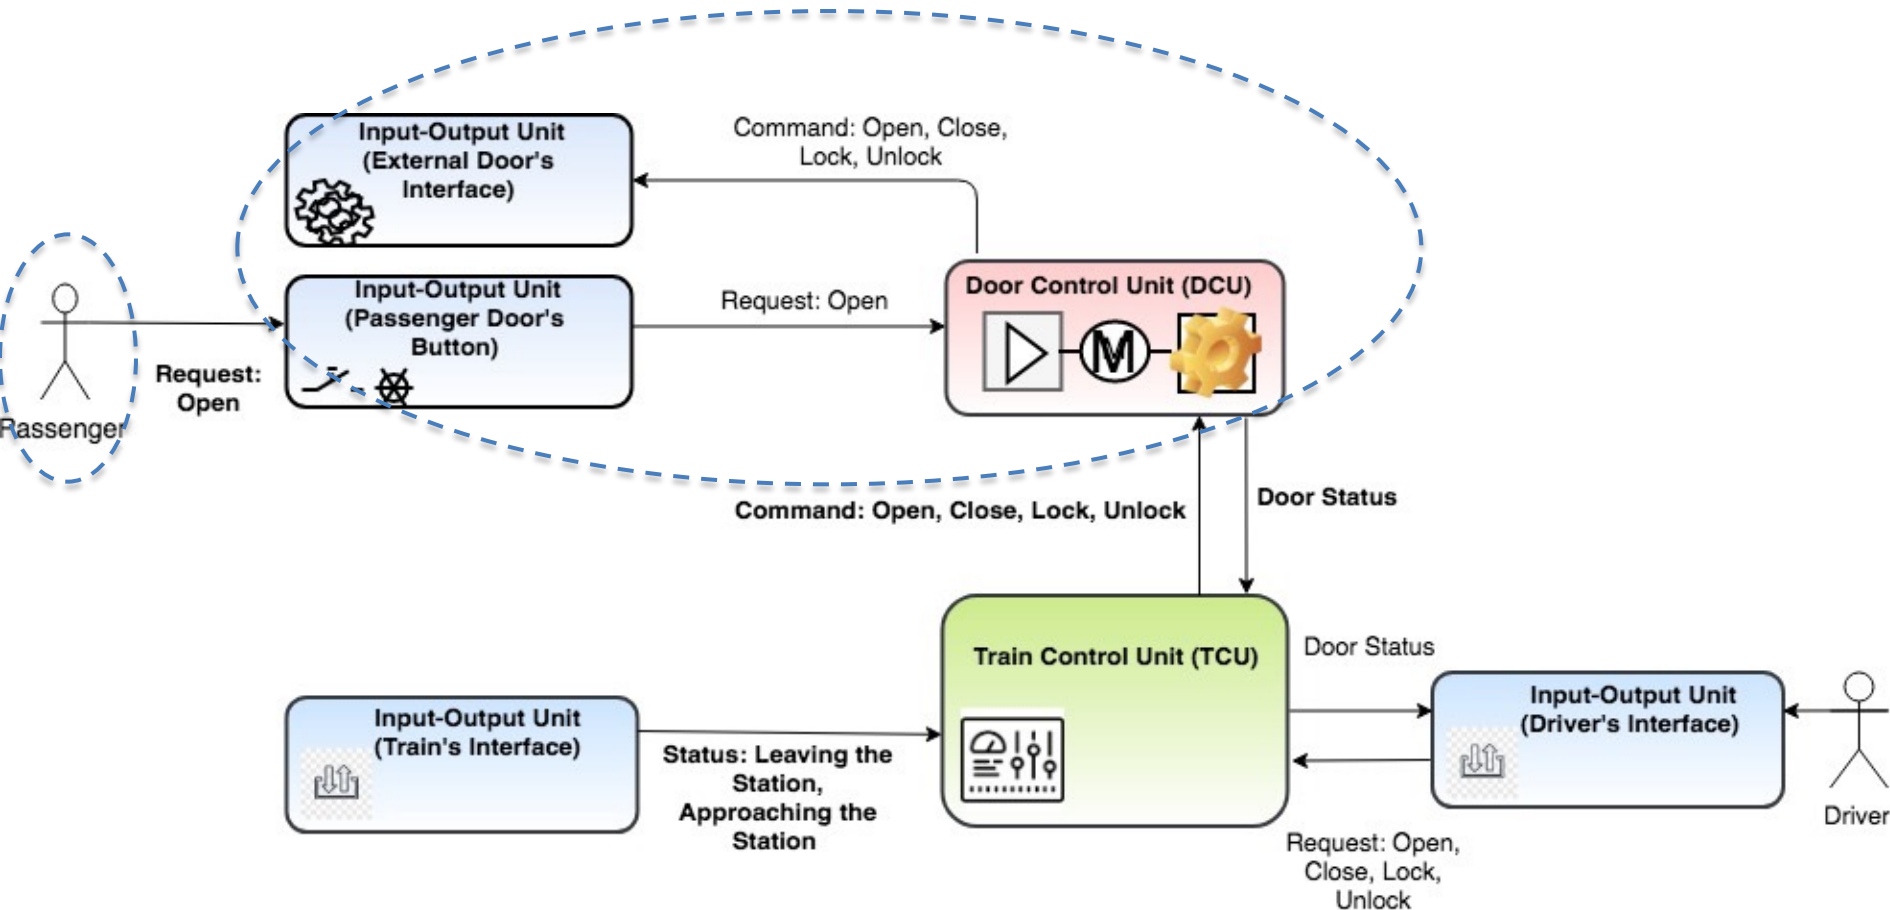 Input-Output Unit
(External Door's
Interface)
Command: Open, Close,
Lock, Unlock
Input-Output Unit
(Passenger Door's
Button)
Request: Open
Door Control Unit (DCU)
M
Request:
Open
Passenger
Command: Open, Close, Lock, Unlock
Door Status
Train Control Unit (TCU)
Door Status
Input-Output Unit
(Train's Interface)
Status: Leaving the
Station,
Approaching the
Station
Input-Output Unit
(Driver's Interface)
Driver
Request: Open,
Close, Lock,
Unlock